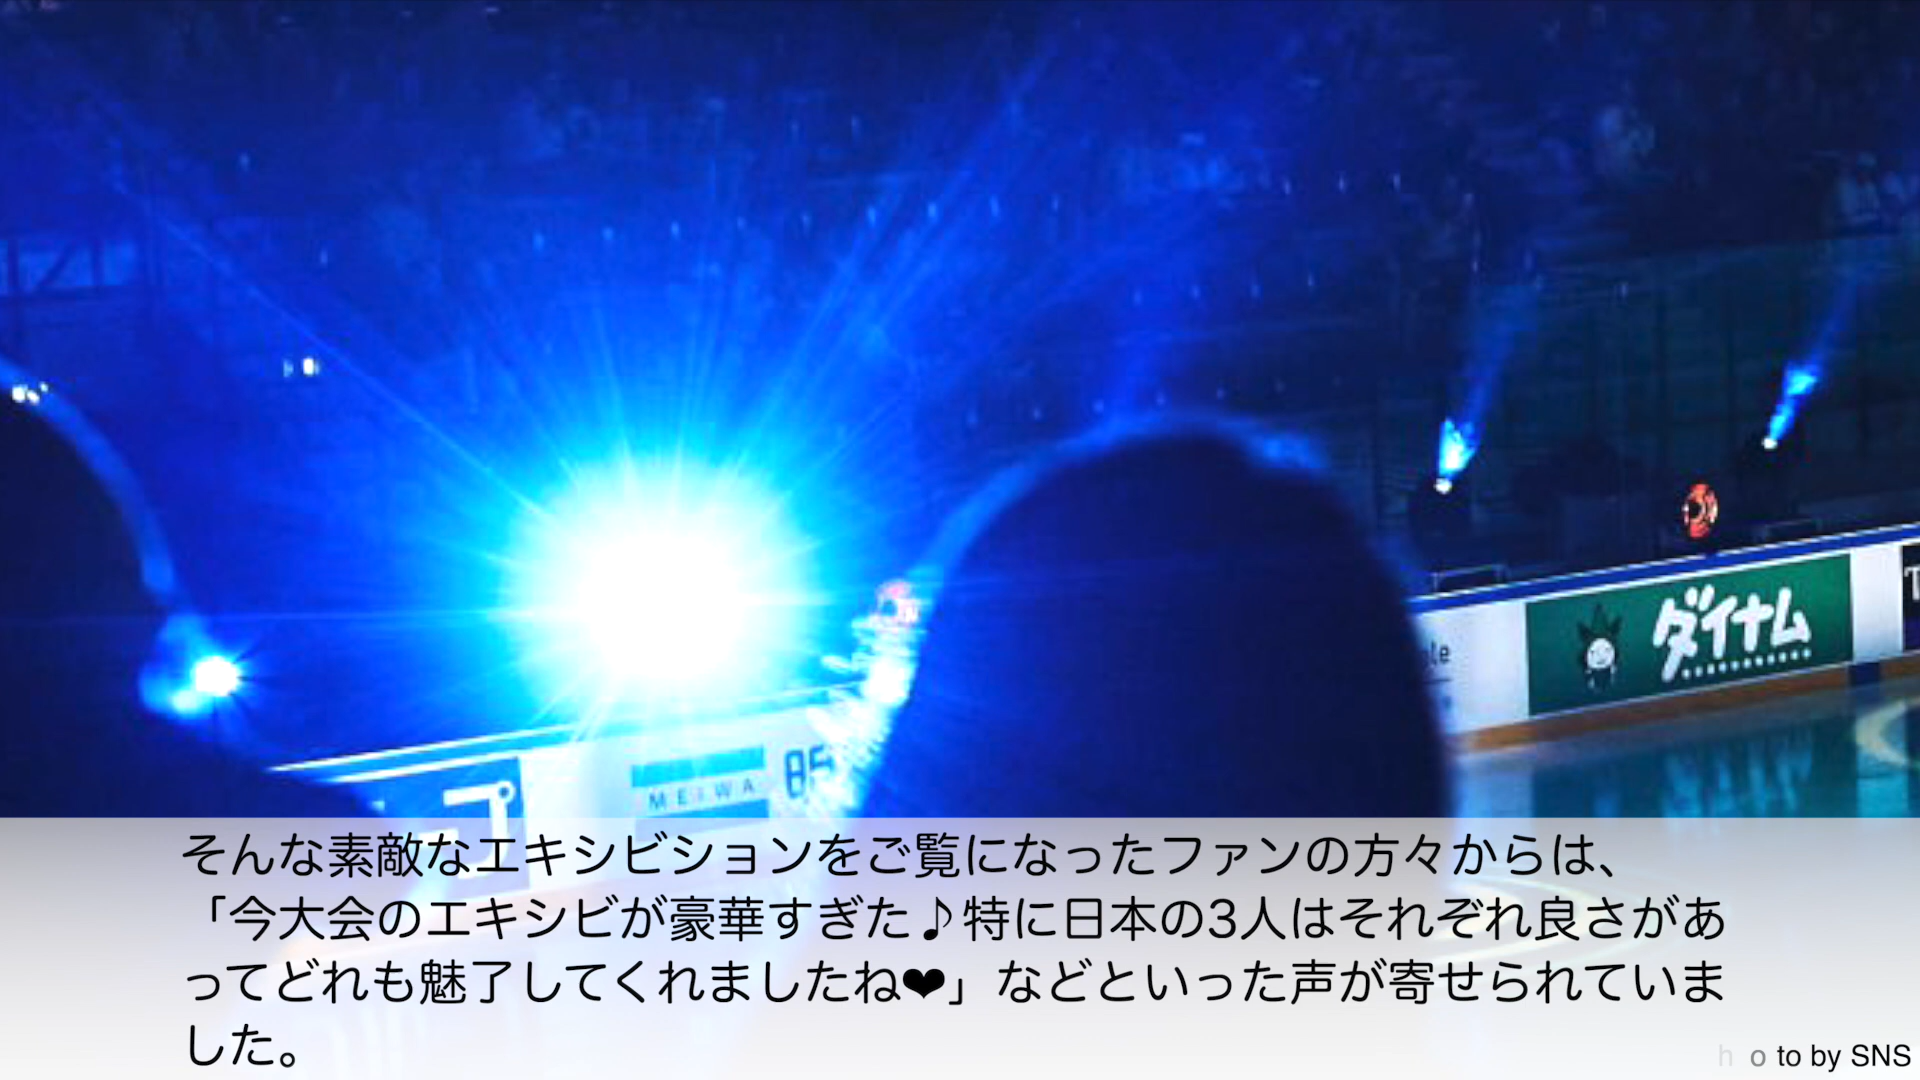 ダイナム
MEIWA
そんな素敵なエキシビションをご覧になったファンの方々からは、
「今大会のエキシビが豪華すぎた♪特に日本の3人はそれぞれ良さがあ
ってどれも魅了してくれましたね❤」などといった声が寄せられていま
した。
h o to by SNS